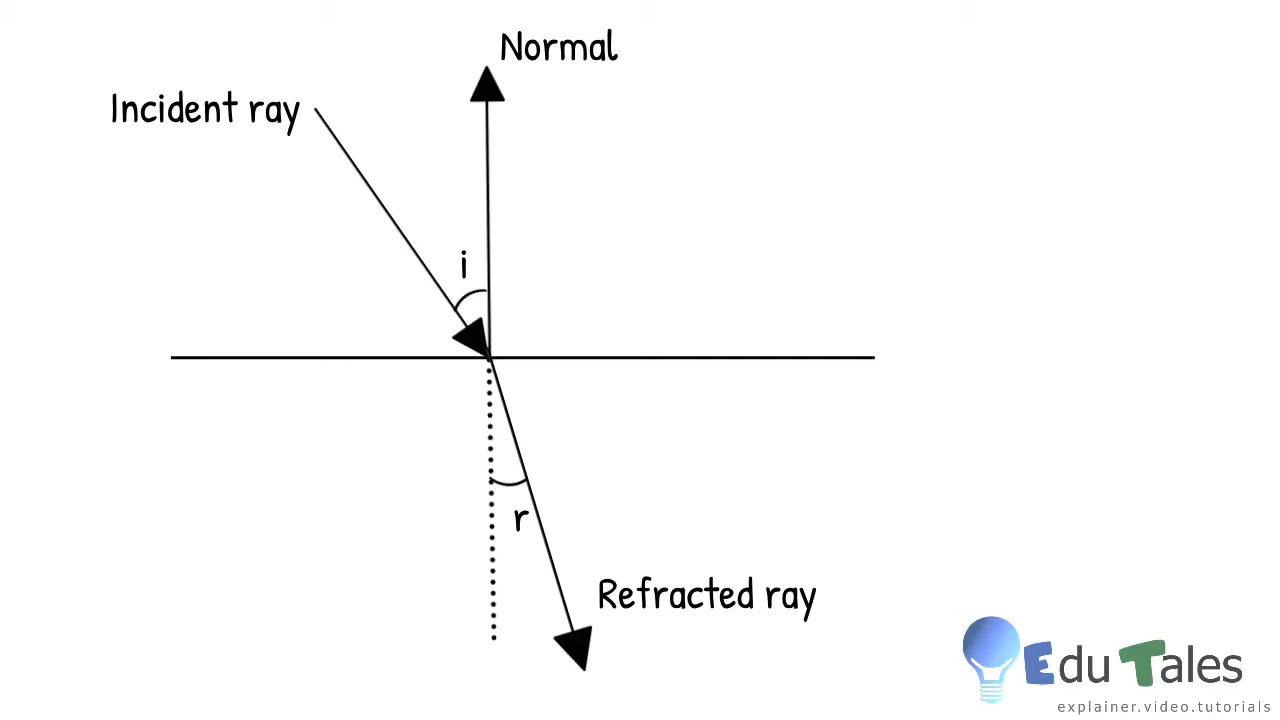 Normal
Incident ray
i
r
Refracted ray
Edu Tales
explainer.video.tutorials